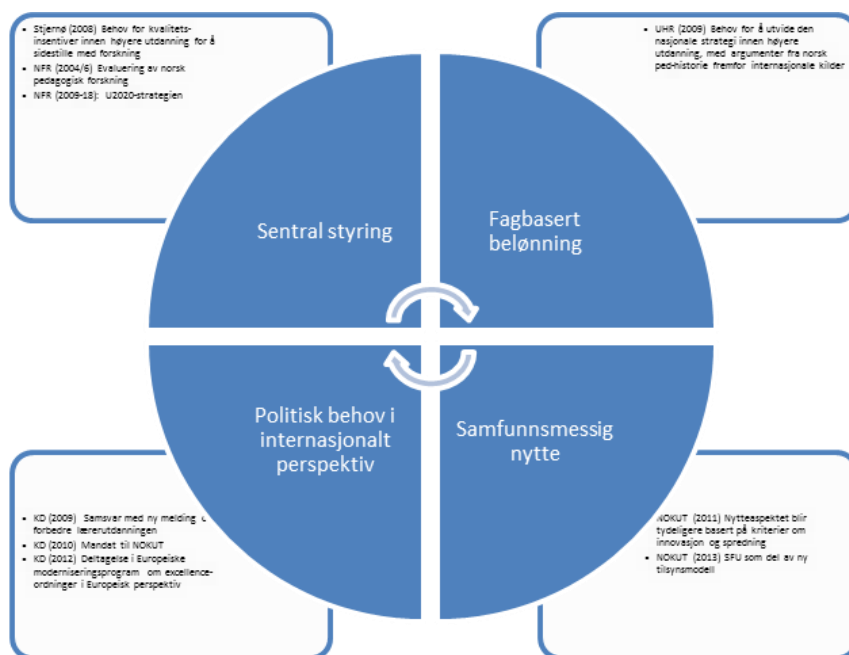 • Stjernø (2008) Behov for kvalitets-
insentiver innen høyere utdanning for å
sidestille med forskning
• NFR (2004/6) Evaluering av norsk
pedagogisk forskning
• NFR (2009-18): U2020-strategien
• UHR (2009) Behov for å utvide den
nasjonale strategi innen høyere
utdanning, med argumenter fra norsk
ped-historie fremfor internasjonale kilder
Sentral styring
Fagbasert
belønning
Politisk behov i
internasjonalt
perspektiv
Samfunnsmessig
nytte
• KD (2009) Samsvar med ny melding
forbedre lærerutdanningen
• KD (2010) Mandat til NOKUT
• KD (2012) Deltagelse i Europeiske
moderniseringsprogram om excellence-
ordninger i Europeisk perspektiv
NOKUT (2011) Nytteaspektet blir
tydeligere basert på kriterier om
innovasjon og spredning
• NOKUT (2013) SFU som del av ny
tilsynsmodell